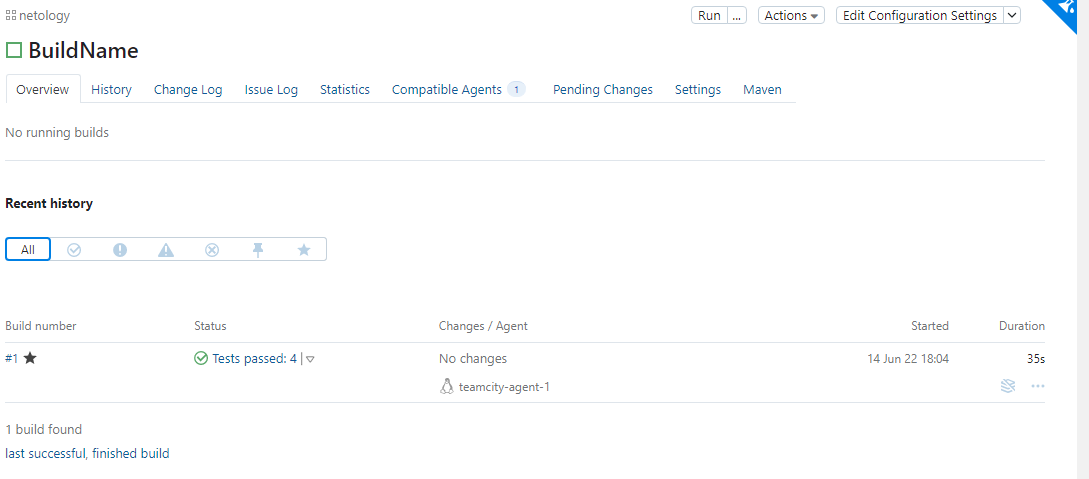 netology
Run ... Actions Edit Configuration Settings
BuildName
Overview History Change Log Issue Log Statistics Compatible Agents 1 Pending Changes Settings Maven
No running builds
Recent history
All
Build number Status Changes / Agent Started Duration
#1 Tests passed: 4 | No changes 14 Jun 22 18:04 35s
teamcity-agent-1 ...
1 build found
last successful, finished build